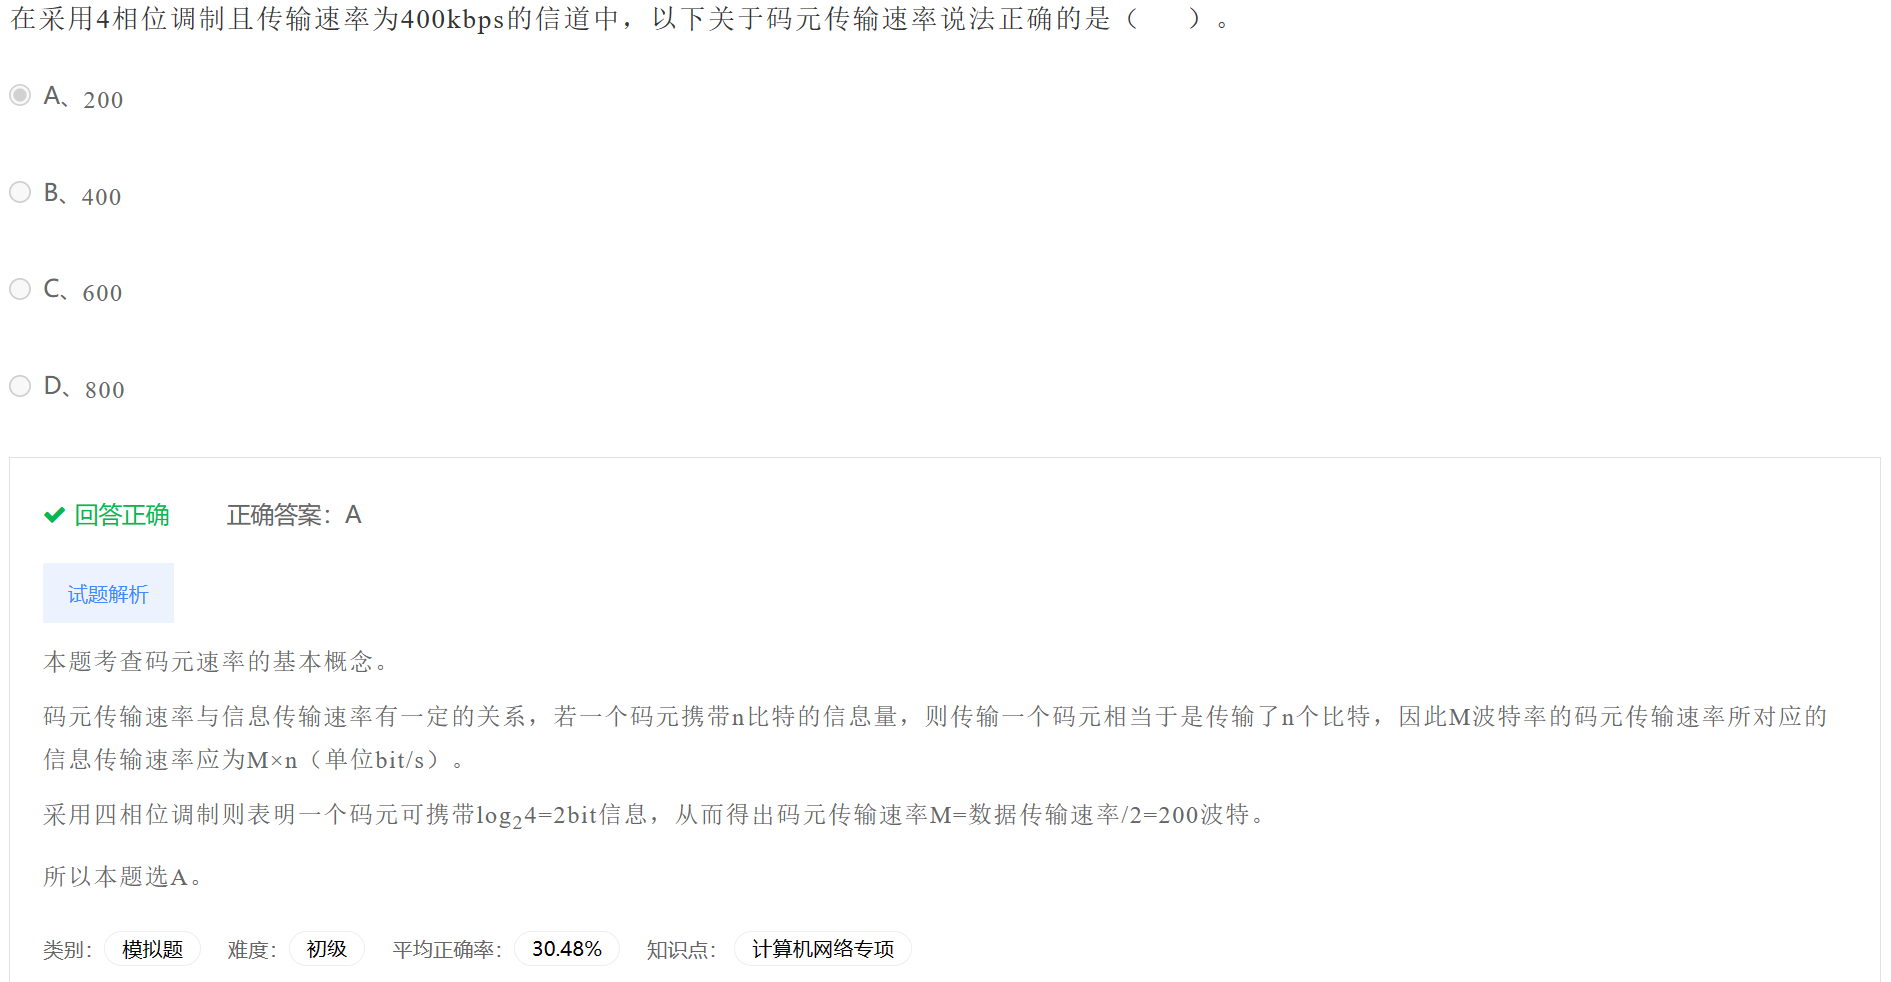 在采用4相位调制且传输速率为400kbps的信道中，以下关于码元传输速率说法正确的是（　　）。
A、200
B、400
C、600
D、800
回答正确 正确答案：A
试题解析
本题考查码元速率的基本概念。
码元传输速率与信息传输速率有一定的关系，若一个码元携带n比特的信息量，则传输一个码元相当于是传输了n个比特，因此M波特率的码元传输速率所对应的
信息传输速率应为M×n（单位bit/s）。
采用四相位调制则表明一个码元可携带log₂4=2bit信息，从而得出码元传输速率M=数据传输速率/2=200波特。
所以本题选A。
类别： 模拟题 难度： 初级 平均正确率： 30.48% 知识点： 计算机网络专项